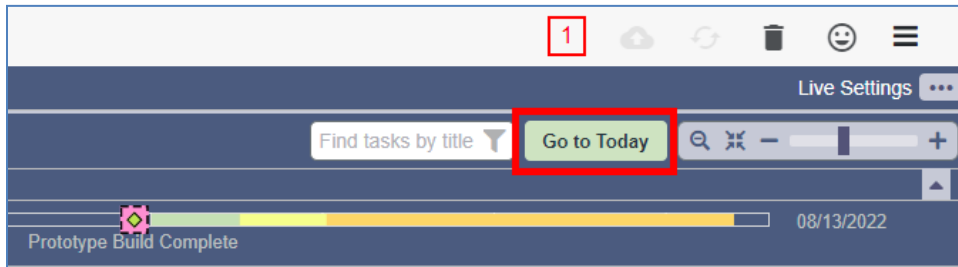 1
Live Settings
Find tasks by title
Go to Today
08/13/2022
Prototype Build Complete